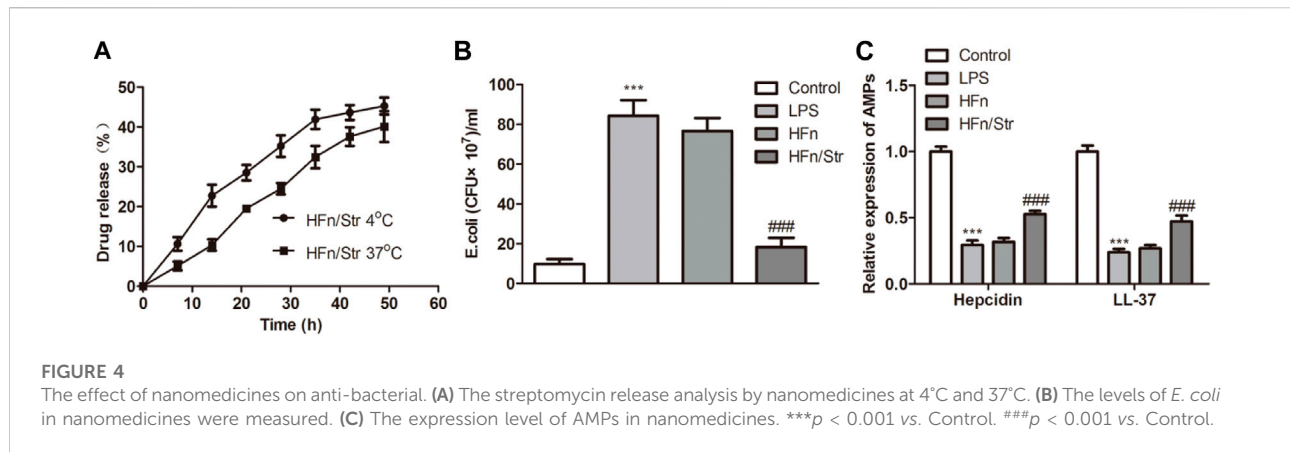 A
Drug release (%)
50
40
30
20
10
0
HFn/Str 4°C
HFn/Str 37°C
0 10 20 30 40 50 60
Time (h)
B
E.coli (CFU× 10⁷)/ml
100
80
60
40
20
0
***
###
Control
LPS
HFn
HFn/Str
C
Control
LPS
HFn
HFn/Str
Relative expression of AMPs
1.5
1.0
0.5
0.0
***
###
***
###
Hepcidin LL-37
FIGURE 4
The effect of nanomedicines on anti-bacterial. (A) The streptomycin release analysis by nanomedicines at 4°C and 37°C. (B) The levels of E. coli
in nanomedicines were measured. (C) The expression level of AMPs in nanomedicines. ***p < 0.001 vs. Control. ###p < 0.001 vs. Control.